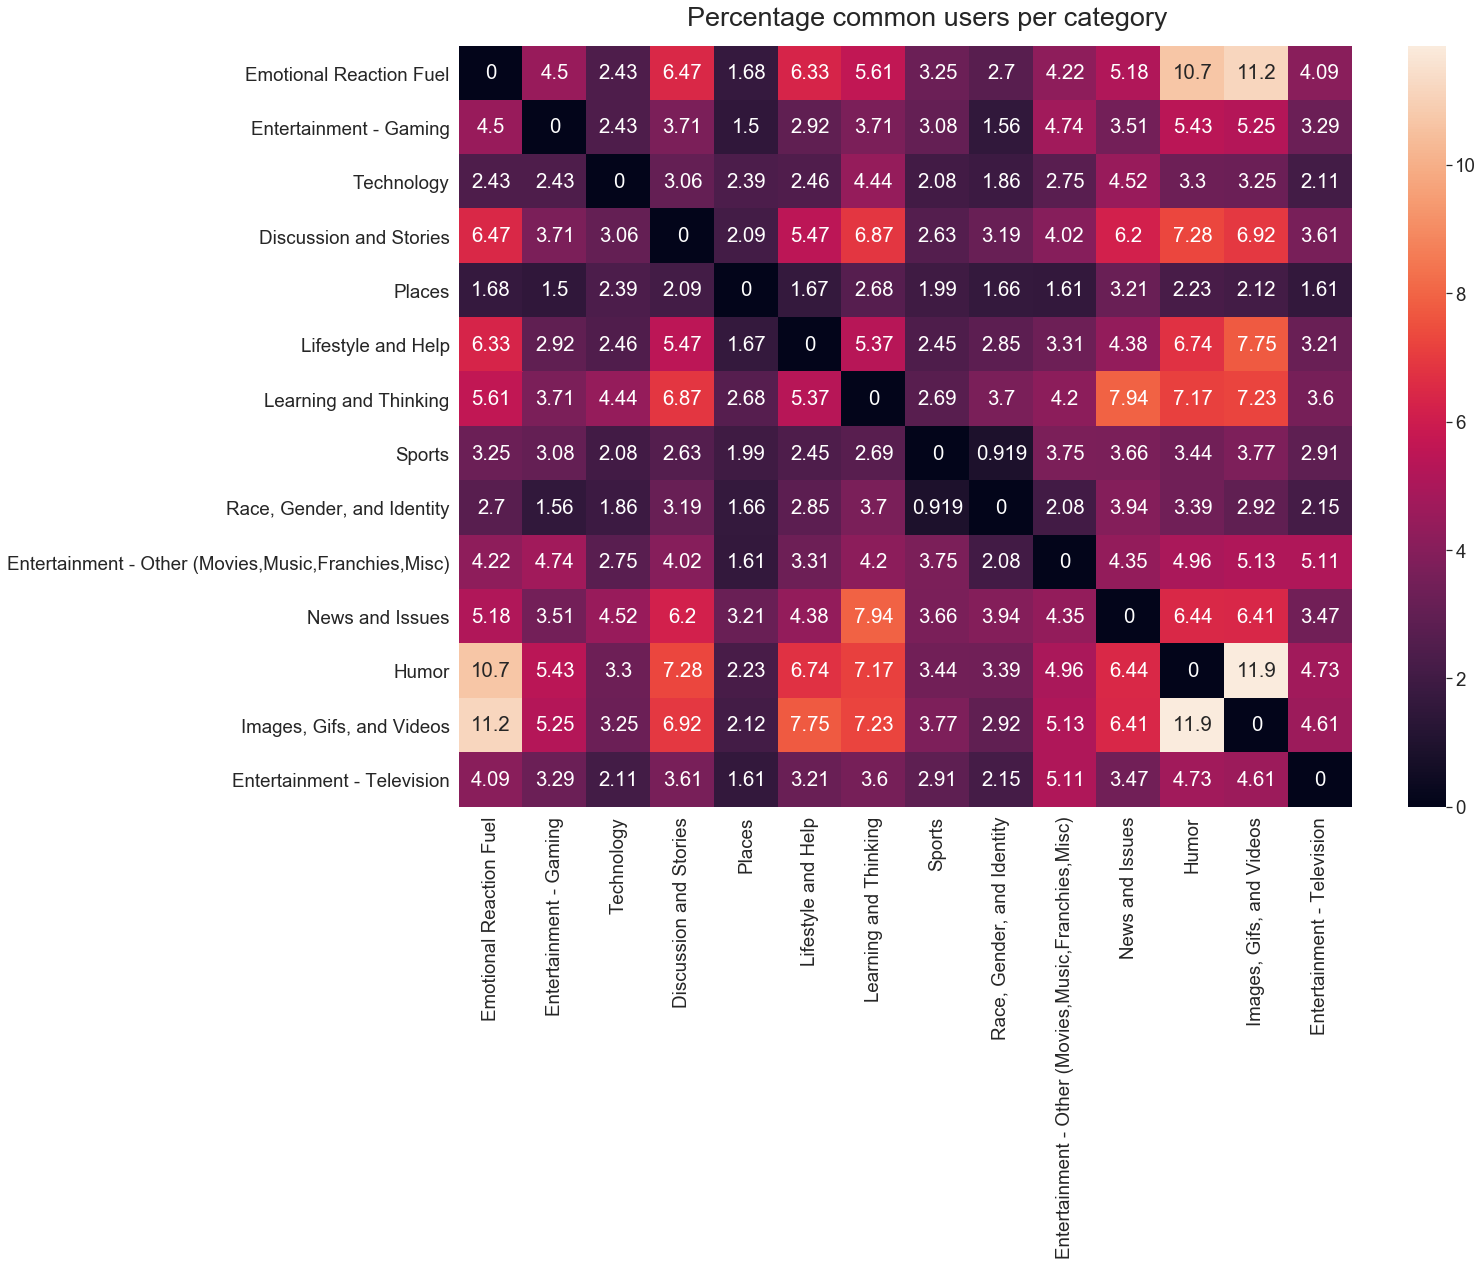 Percentage common users per category
Emotional Reaction Fuel 0 4.5 2.43 6.47 1.68 6.33 5.61 3.25 2.7 4.22 5.18 10.7 11.2 4.09
Entertainment - Gaming 4.5 0 2.43 3.71 1.5 2.92 3.71 3.08 1.56 4.74 3.51 5.43 5.25 3.29
Technology 2.43 2.43 0 3.06 2.39 2.46 4.44 2.08 1.86 2.75 4.52 3.3 3.25 2.11
Discussion and Stories 6.47 3.71 3.06 0 2.09 5.47 6.87 2.63 3.19 4.02 6.2 7.28 6.92 3.61
Places 1.68 1.5 2.39 2.09 0 1.67 2.68 1.99 1.66 1.61 3.21 2.23 2.12 1.61
Lifestyle and Help 6.33 2.92 2.46 5.47 1.67 0 5.37 2.45 2.85 3.31 4.38 6.74 7.75 3.21
Learning and Thinking 5.61 3.71 4.44 6.87 2.68 5.37 0 2.69 3.7 4.2 7.94 7.17 7.23 3.6
Sports 3.25 3.08 2.08 2.63 1.99 2.45 2.69 0 0.919 3.75 3.66 3.44 3.77 2.91
Race, Gender, and Identity 2.7 1.56 1.86 3.19 1.66 2.85 3.7 0.919 0 2.08 3.94 3.39 2.92 2.15
Entertainment - Other (Movies,Music,Franchies,Misc) 4.22 4.74 2.75 4.02 1.61 3.31 4.2 3.75 2.08 0 4.35 4.96 5.13 5.11
News and Issues 5.18 3.51 4.52 6.2 3.21 4.38 7.94 3.66 3.94 4.35 0 6.44 6.41 3.47
Humor 10.7 5.43 3.3 7.28 2.23 6.74 7.17 3.44 3.39 4.96 6.44 0 11.9 4.73
Images, Gifs, and Videos 11.2 5.25 3.25 6.92 2.12 7.75 7.23 3.77 2.92 5.13 6.41 11.9 0 4.61
Entertainment - Television 4.09 3.29 2.11 3.61 1.61 3.21 3.6 2.91 2.15 5.11 3.47 4.73 4.61 0
Emotional Reaction Fuel
Entertainment - Gaming
Technology
Discussion and Stories
Places
Lifestyle and Help
Learning and Thinking
Sports
Race, Gender, and Identity
Entertainment - Other (Movies,Music,Franchies,Misc)
News and Issues
Humor
Images, Gifs, and Videos
Entertainment - Television
10
8
6
4
2
0